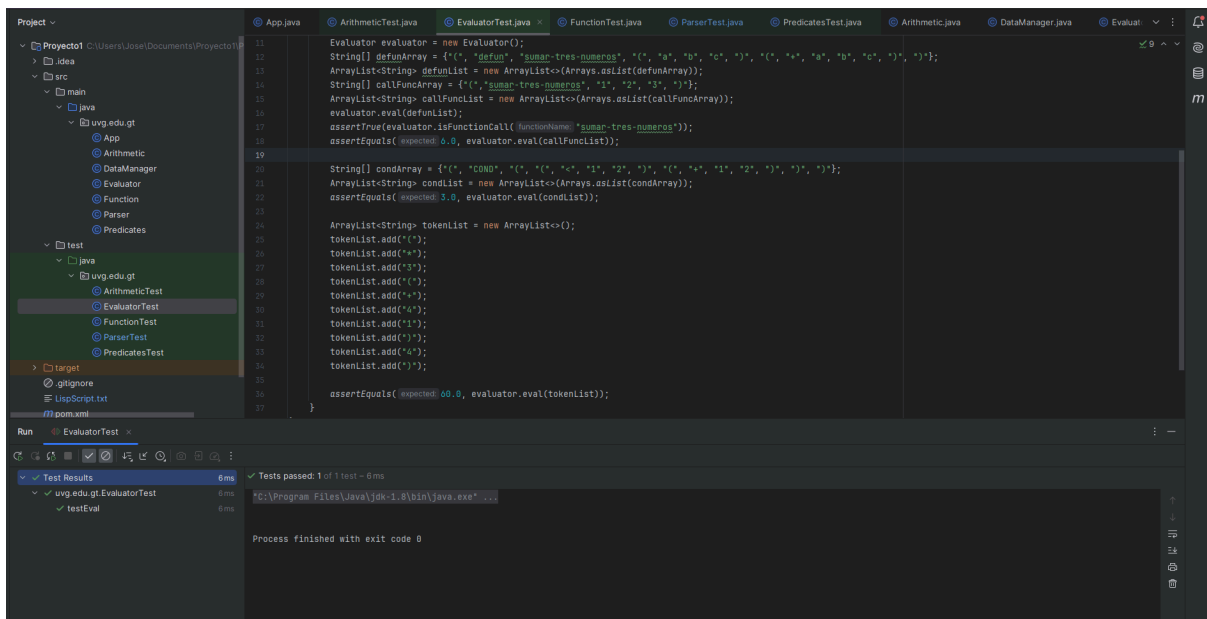 Project
App.java ArithmeticTest.java EvaluatorTest.java × FunctionTest.java ParserTest.java PredicatesTest.java Arithmetic.java DataManager.java Evaluat
Proyecto1 C:\Users\Jose\Documents\Proyecto1\P
.idea
src
main
java
uvg.edu.gt
App
Arithmetic
DataManager
Evaluator
Function
Parser
Predicates
test
java
uvg.edu.gt
ArithmeticTest
EvaluatorTest
FunctionTest
ParserTest
PredicatesTest
target
.gitignore
LispScript.txt
pom.xml
9
11 Evaluator evaluator = new Evaluator();
12 String[] defunArray = {"(", "defun", "sumar-tres-numeros", "(", "a", "b", "c", ")", "(", "+", "a", "b", "c", ")", ")"};
13 ArrayList<String> defunList = new ArrayList<>(Arrays.asList(defunArray));
14 String[] callFuncArray = {"(","sumar-tres-numeros", "1", "2", "3", ")"};
15 ArrayList<String> callFuncList = new ArrayList<>(Arrays.asList(callFuncArray));
16 evaluator.eval(defunList);
17 assertTrue(evaluator.isFunctionCall( functionName: "sumar-tres-numeros"));
18 assertEquals( expected: 6.0, evaluator.eval(callFuncList));
19
20 String[] condArray = {"(", "COND", "(", "(", "<", "1", "2", ")", "(", "+", "1", "2", ")", ")", ")"};
21 ArrayList<String> condList = new ArrayList<>(Arrays.asList(condArray));
22 assertEquals( expected: 3.0, evaluator.eval(condList));
23
24 ArrayList<String> tokenList = new ArrayList<>();
25 tokenList.add("(");
26 tokenList.add("*");
27 tokenList.add("3");
28 tokenList.add("(");
29 tokenList.add("+");
30 tokenList.add("4");
31 tokenList.add("1");
32 tokenList.add(")");
33 tokenList.add("4");
34 tokenList.add(")");
35
36 assertEquals( expected: 60.0, evaluator.eval(tokenList));
37 }
Run EvaluatorTest ×
Test Results 6 ms
uvg.edu.gt.EvaluatorTest 6 ms
testEval 6 ms
Tests passed: 1 of 1 test – 6 ms
"C:\Program Files\Java\jdk-1.8\bin\java.exe" ...
Process finished with exit code 0